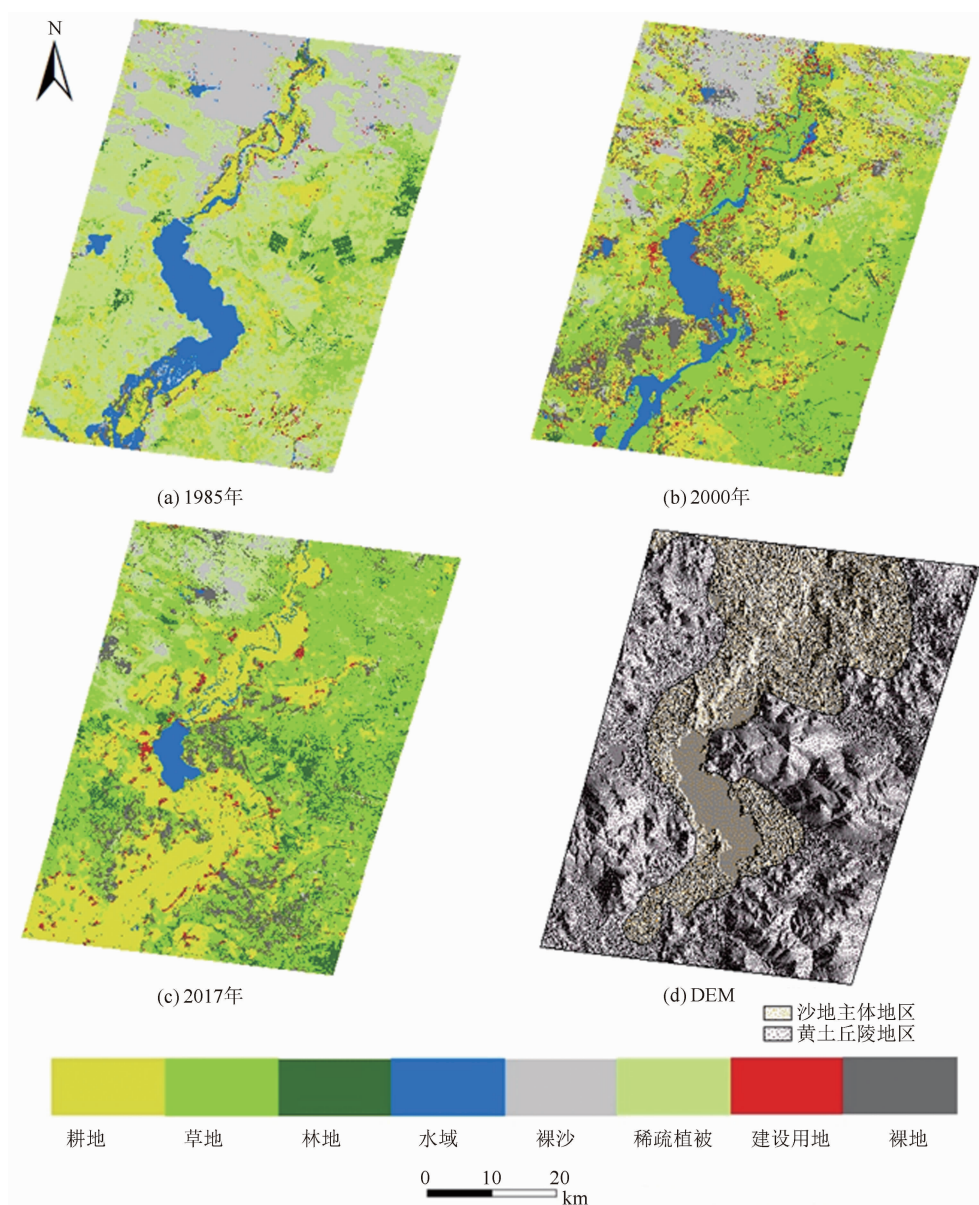 N
(a) 1985年
(b) 2000年
(c) 2017年
(d) DEM
沙地主体地区
黄土丘陵地区
耕地 草地 林地 水域 裸沙 稀疏植被 建设用地 裸地
0 10 20
km